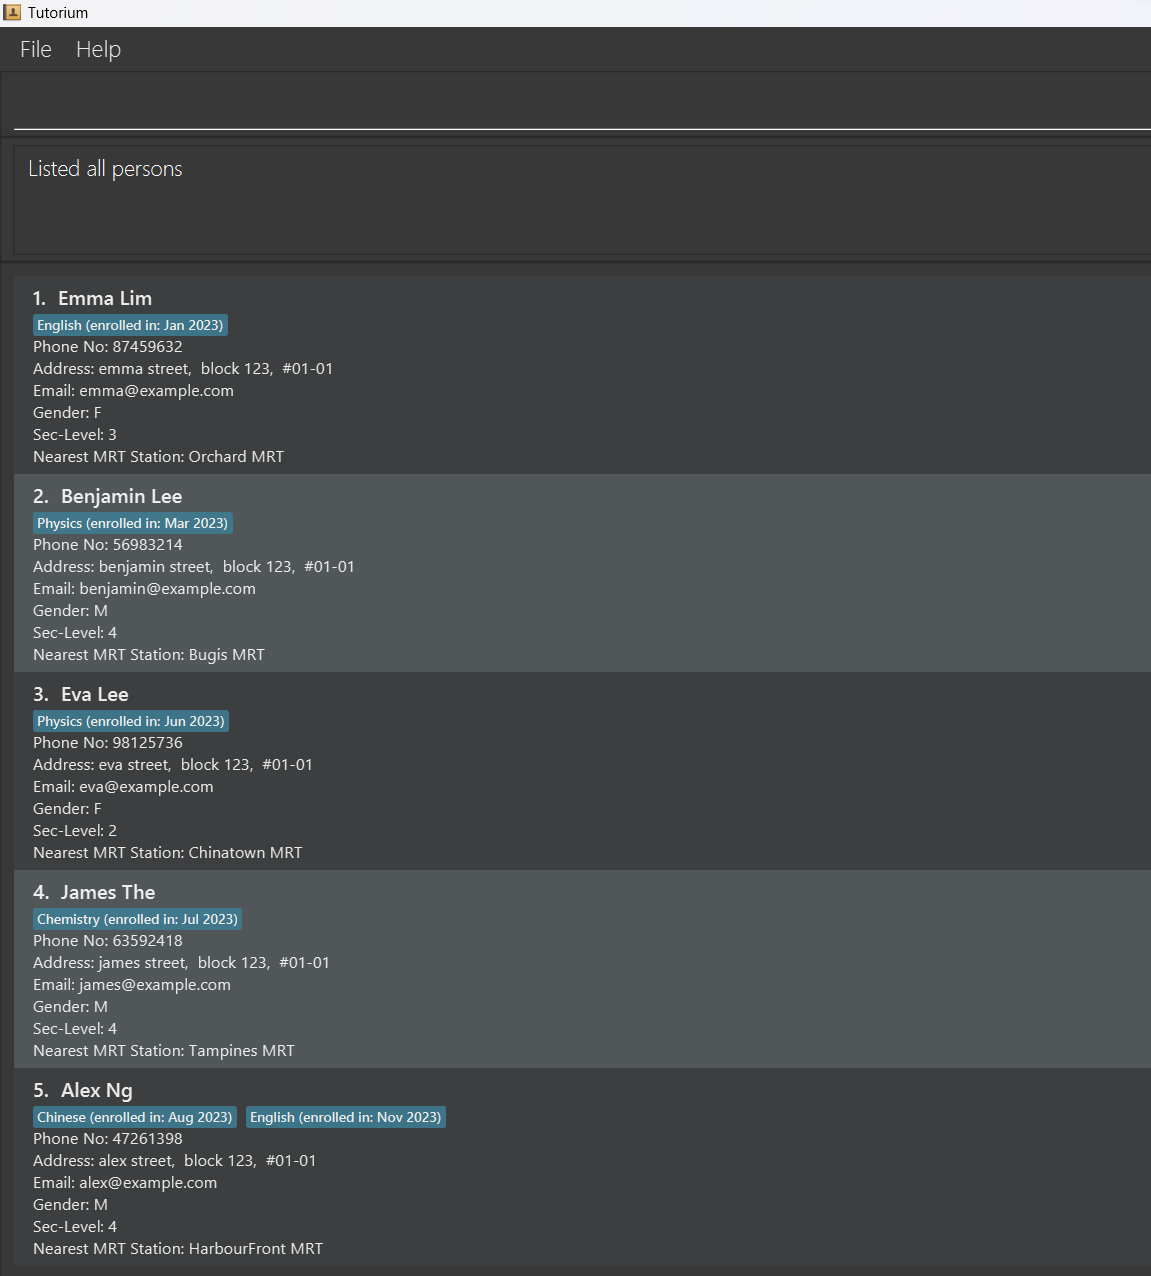 Tutorium
File Help
Listed all persons
1. Emma Lim
English (enrolled in: Jan 2023)
Phone No: 87459632
Address: emma street, block 123, #01-01
Email: emma@example.com
Gender: F
Sec-Level: 3
Nearest MRT Station: Orchard MRT
2. Benjamin Lee
Physics (enrolled in: Mar 2023)
Phone No: 56983214
Address: benjamin street, block 123, #01-01
Email: benjamin@example.com
Gender: M
Sec-Level: 4
Nearest MRT Station: Bugis MRT
3. Eva Lee
Physics (enrolled in: Jun 2023)
Phone No: 98125736
Address: eva street, block 123, #01-01
Email: eva@example.com
Gender: F
Sec-Level: 2
Nearest MRT Station: Chinatown MRT
4. James The
Chemistry (enrolled in: Jul 2023)
Phone No: 63592418
Address: james street, block 123, #01-01
Email: james@example.com
Gender: M
Sec-Level: 4
Nearest MRT Station: Tampines MRT
5. Alex Ng
Chinese (enrolled in: Aug 2023) English (enrolled in: Nov 2023)
Phone No: 47261398
Address: alex street, block 123, #01-01
Email: alex@example.com
Gender: M
Sec-Level: 4
Nearest MRT Station: HarbourFront MRT